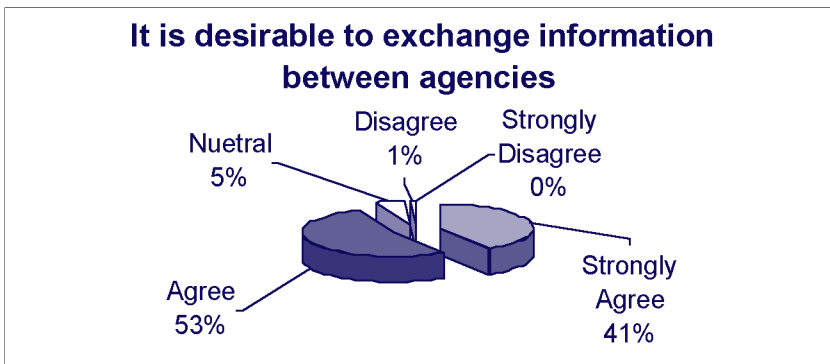 It is desirable to exchange information
between agencies
Nuetral
5%
Disagree
1%
Strongly
Disagree
0%
Agree
53%
Strongly
Agree
41%